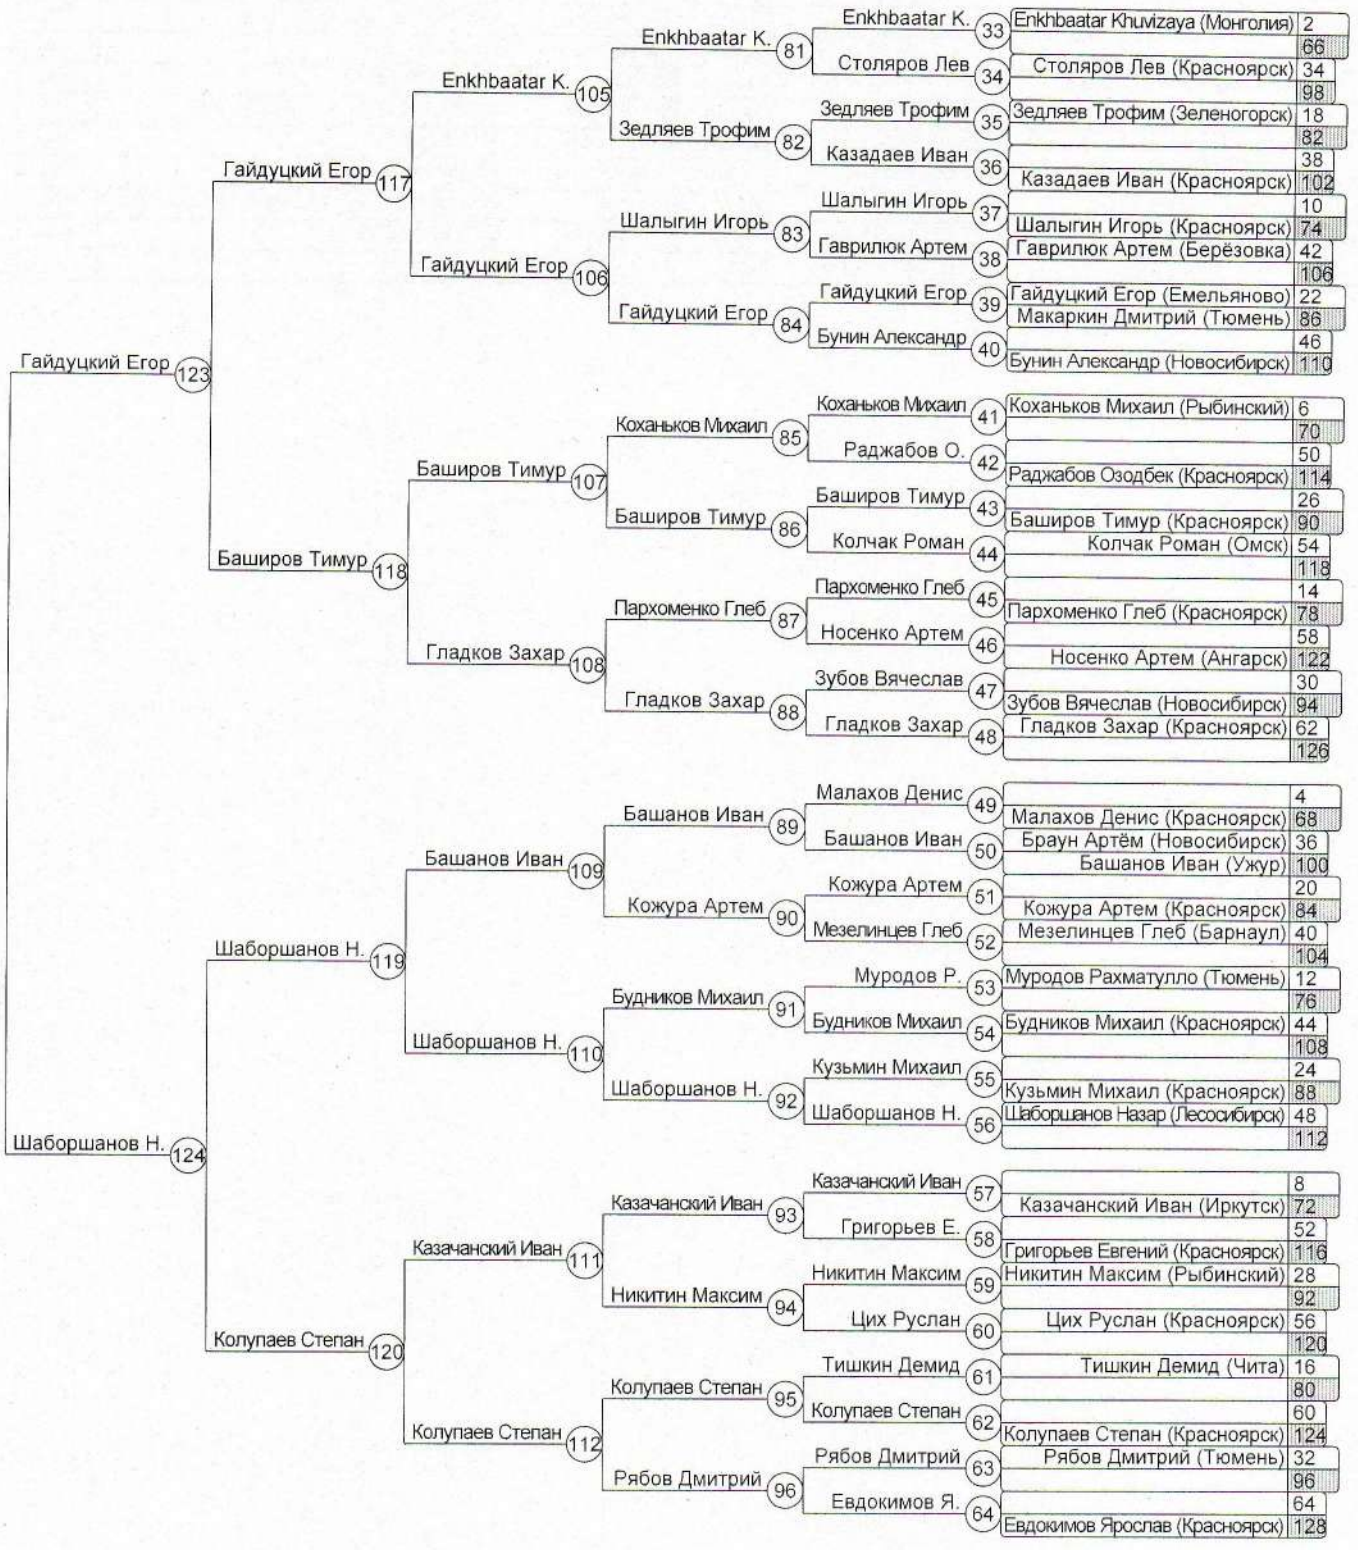 Enkhbaatar K. 33 Enkhbaatar Khuvizaya (Монголия) 2
Enkhbaatar K. 81 66
Столяров Лев 34 Столяров Лев (Красноярск) 34
Enkhbaatar K. 105 98
Зедляев Трофим 35 Зедляев Трофим (Зеленогорск) 18
Зедляев Трофим 82 82
Казадаев Иван 36 38
Гайдуцкий Егор 117 Казадаев Иван (Красноярск) 102
Шалыгин Игорь 37 10
Шалыгин Игорь 83 Шалыгин Игорь (Красноярск) 74
Гаврилюк Артем 38 Гаврилюк Артем (Берёзовка) 42
Гайдуцкий Егор 106 106
Гайдуцкий Егор 39 Гайдуцкий Егор (Емельяново) 22
Гайдуцкий Егор 84 Макаркин Дмитрий (Тюмень) 86
Бунин Александр 40 46
Гайдуцкий Егор 123 Бунин Александр (Новосибирск) 110
Коханьков Михаил 41 Коханьков Михаил (Рыбинский) 6
Коханьков Михаил 85 70
Раджабов О. 42 50
Баширов Тимур 107 Раджабов Озодбек (Красноярск) 114
Баширов Тимур 43 26
Баширов Тимур 86 Баширов Тимур (Красноярск) 90
Колчак Роман 44 Колчак Роман (Омск) 54
Баширов Тимур 118 118
Пархоменко Глеб 45 14
Пархоменко Глеб 87 Пархоменко Глеб (Красноярск) 78
Носенко Артем 46 58
Гладков Захар 108 Носенко Артем (Ангарск) 122
Зубов Вячеслав 47 30
Гладков Захар 88 Зубов Вячеслав (Новосибирск) 94
Гладков Захар 48 Гладков Захар (Красноярск) 62
126
Малахов Денис 49 4
Башанов Иван 89 Малахов Денис (Красноярск) 68
Башанов Иван 50 Браун Артём (Новосибирск) 36
Башанов Иван 109 Башанов Иван (Ужур) 100
Кожура Артем 51 20
Кожура Артем 90 Кожура Артем (Красноярск) 84
Мезелинцев Глеб 52 Мезелинцев Глеб (Барнаул) 40
Шаборшанов Н. 119 104
Муродов Р. 53 Муродов Рахматулло (Тюмень) 12
Будников Михаил 91 76
Будников Михаил 54 Будников Михаил (Красноярск) 44
Шаборшанов Н. 110 108
Кузьмин Михаил 55 24
Шаборшанов Н. 92 Кузьмин Михаил (Красноярск) 88
Шаборшанов Н. 56 Шаборшанов Назар (Лесосибирск) 48
Шаборшанов Н. 124 112
Казачанский Иван 57 8
Казачанский Иван 93 Казачанский Иван (Иркутск) 72
Григорьев Е. 58 52
Казачанский Иван 111 Григорьев Евгений (Красноярск) 116
Никитин Максим 59 Никитин Максим (Рыбинский) 28
Никитин Максим 94 92
Цих Руслан 60 Цих Руслан (Красноярск) 56
Колупаев Степан 120 120
Тишкин Демид 61 Тишкин Демид (Чита) 16
Колупаев Степан 95 80
Колупаев Степан 62 60
Колупаев Степан 112 Колупаев Степан (Красноярск) 124
Рябов Дмитрий 63 Рябов Дмитрий (Тюмень) 32
Рябов Дмитрий 96 96
Евдокимов Я. 64 64
Евдокимов Ярослав (Красноярск) 128